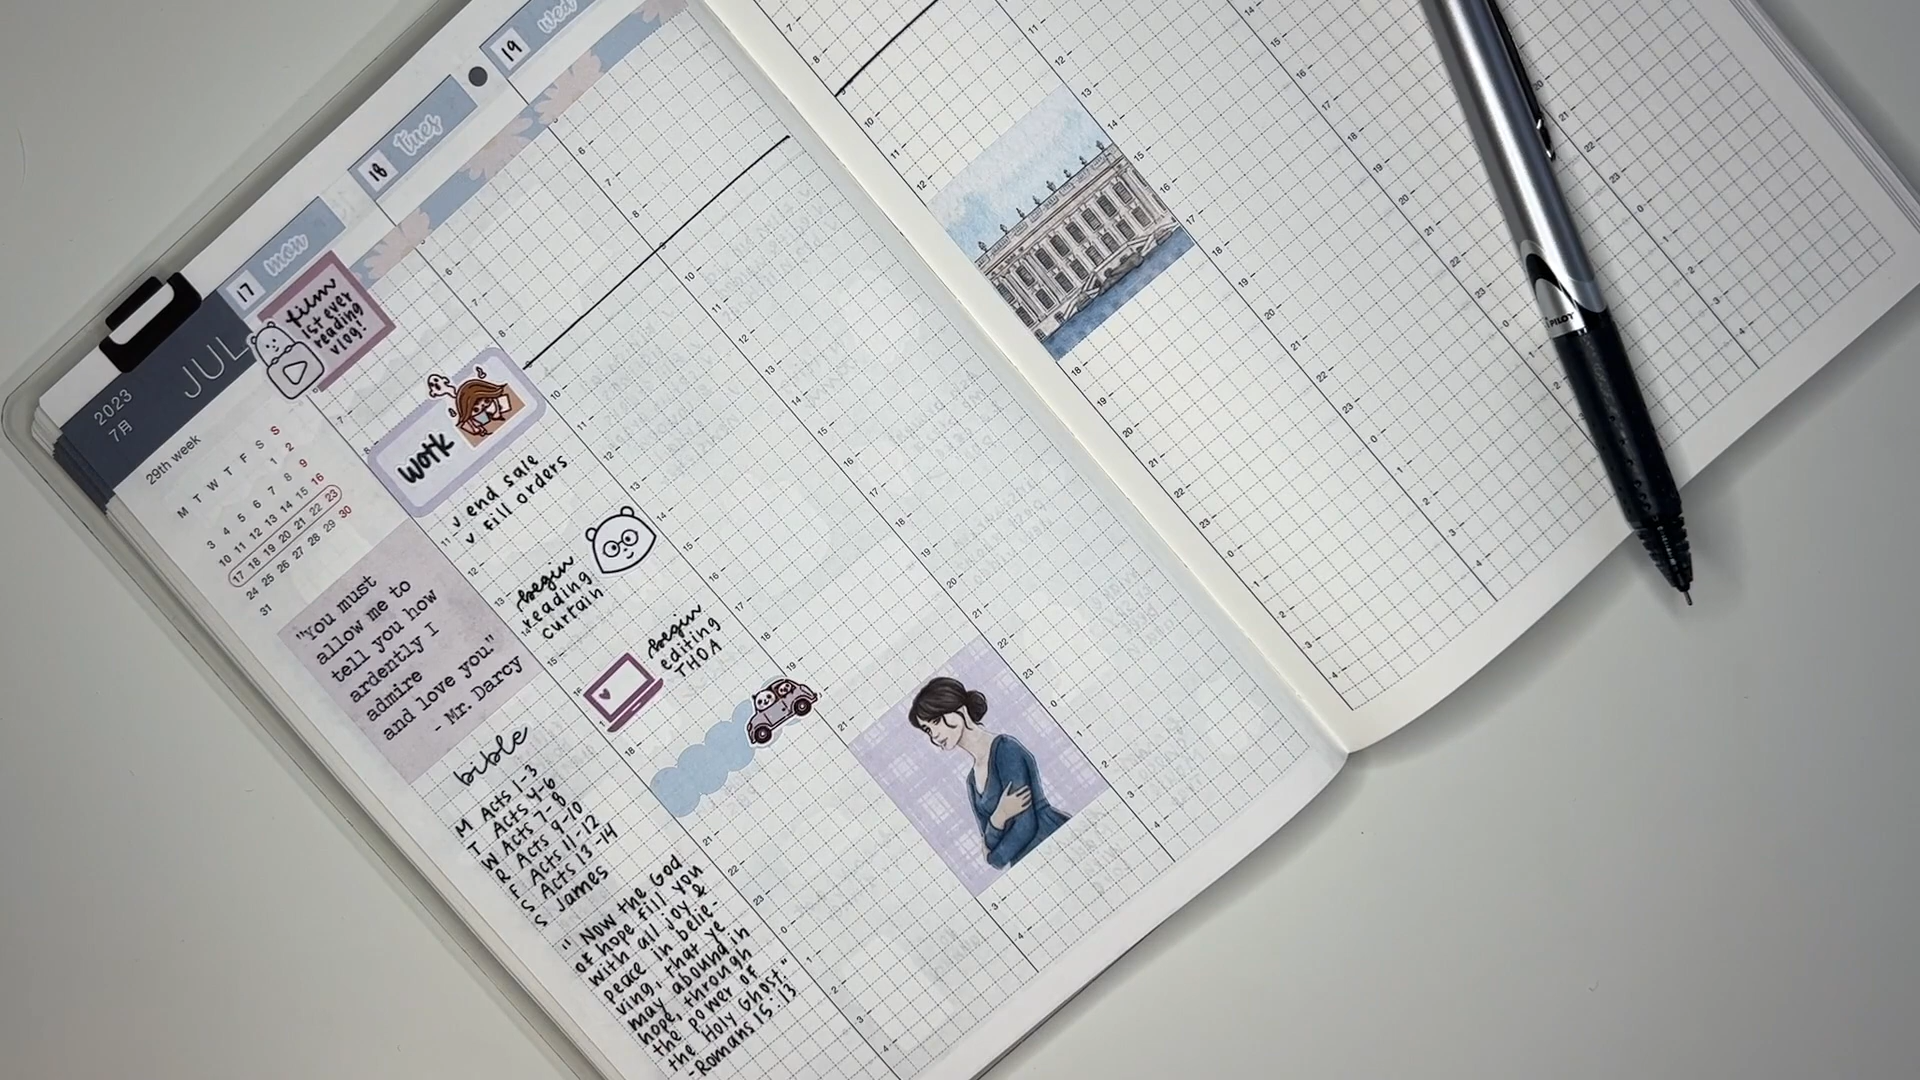 19 wed
18 tues
17 mon
film
1st ever
reading
vlog!
JUL
2023
7月
29th week
M T W T F S S
1 2
3 4 5 6 7 8 9
10 11 12 13 14 15 16
17 18 19 20 21 22 23
24 25 26 27 28 29 30
31
work
✓ end sale
✓ fill orders
begin
reading
curtain
begin
editing
THOA
"You must
allow me to
tell you how
ardently I
admire
and love you."
- Mr. Darcy
bible
M Acts 1-3
T Acts 4-6
W Acts 7-8
R Acts 9-10
F Acts 11-12
S Acts 13-14
S James
"Now the God
of hope fill you
with all joy &
peace in belie-
ving, that ye
may abound in
hope, through
the power of
the Holy Ghost."
-Romans 15:13
PILOT